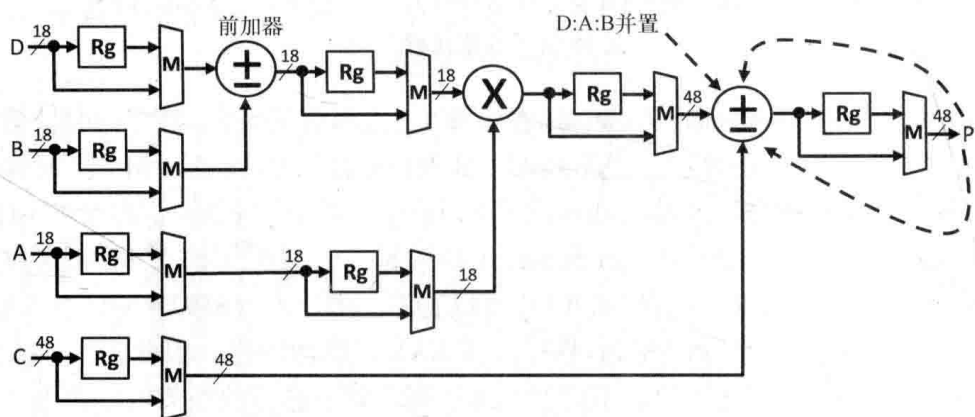 前加器
D:A:B并置
D 18 Rg M
± 18 Rg M 18 X Rg M 48 ± Rg M 48 P
B 18 Rg M
A 18 Rg M 18 Rg M 18
C 48 Rg M 48